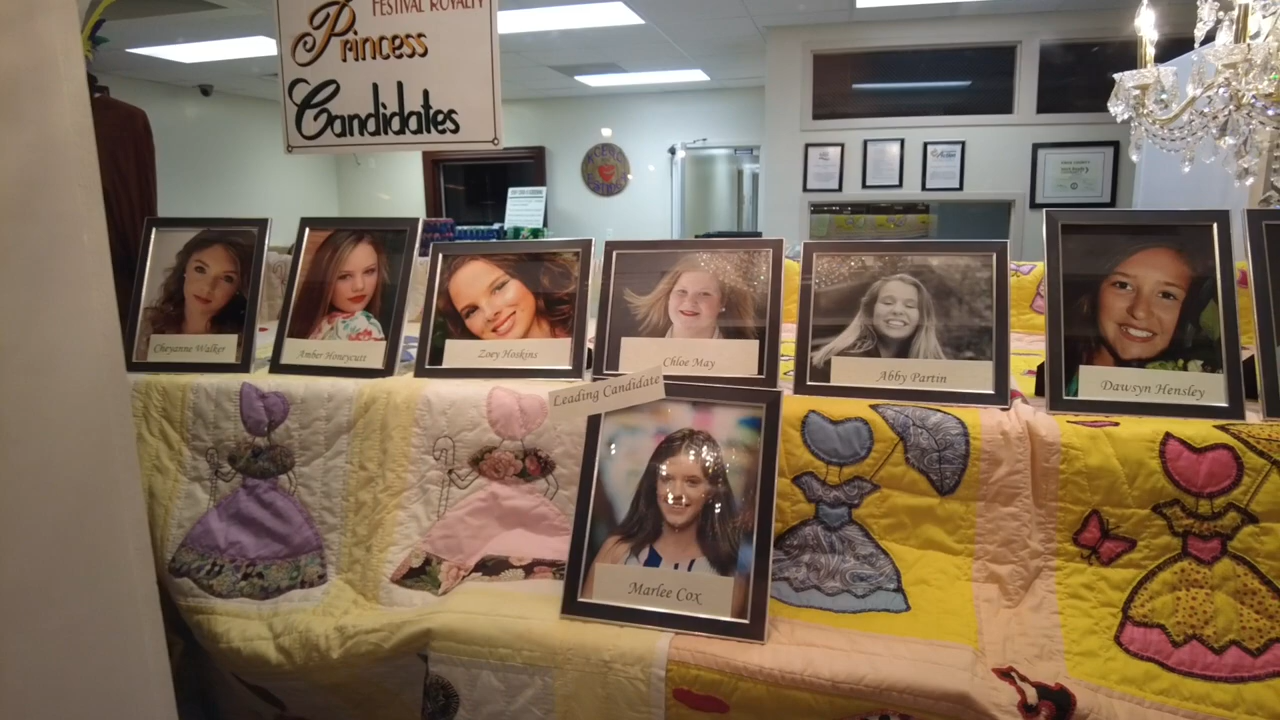 FESTIVAL ROYALTY
Princess
Candidates
Cheyanne Walker
Amber Honeycutt
Zoey Hoskins
Chloe May
Abby Partin
Dawsyn Hensley
Leading Candidate
Marlee Cox